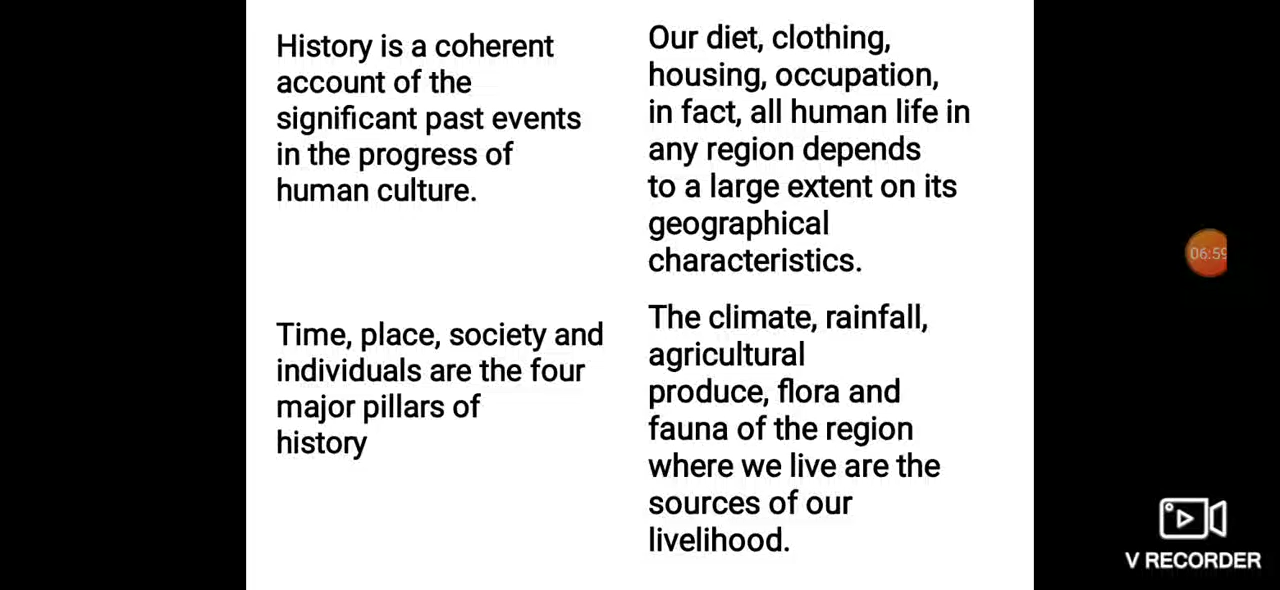 History is a coherent
account of the
significant past events
in the progress of
human culture.
Time, place, society and
individuals are the four
major pillars of
history
Our diet, clothing,
housing, occupation,
in fact, all human life in
any region depends
to a large extent on its
geographical
characteristics.
The climate, rainfall,
agricultural
produce, flora and
fauna of the region
where we live are the
sources of our
livelihood.
06:59
V RECORDER